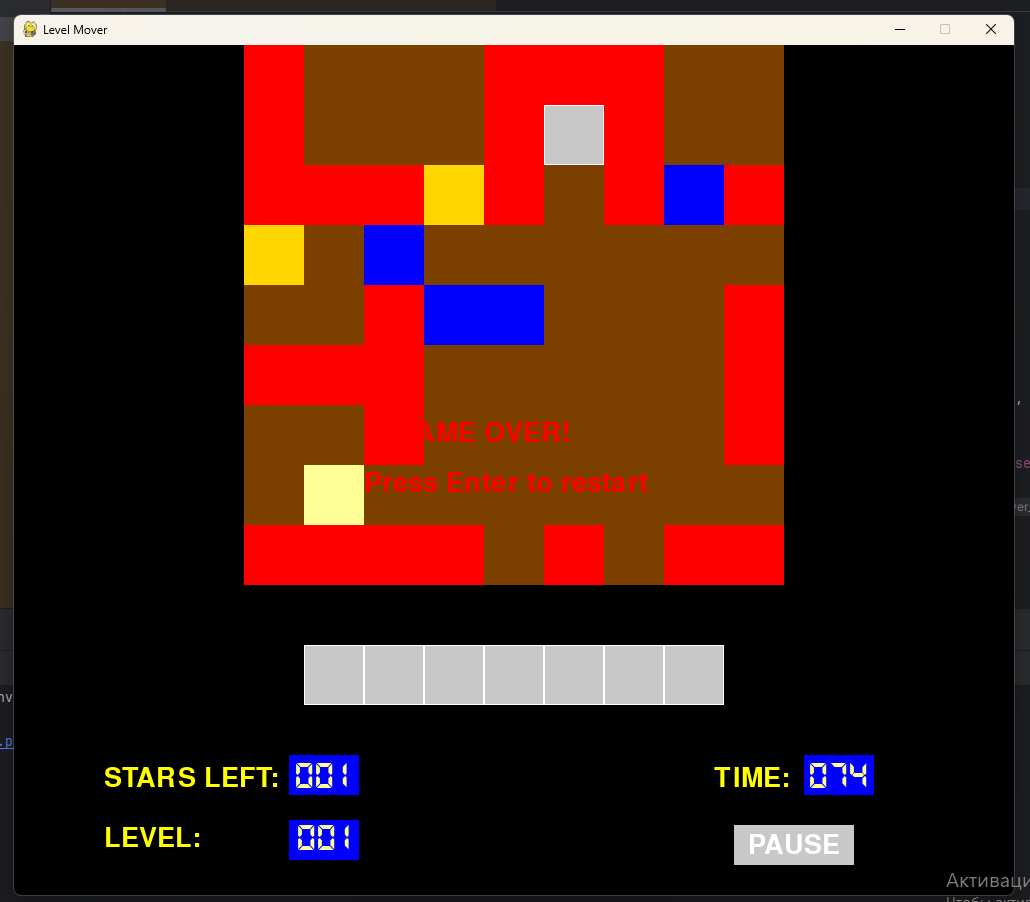 Level Mover
AME OVER!
Press Enter to restart
STARS LEFT: 001
TIME: 074
LEVEL: 001
PAUSE
Активаци